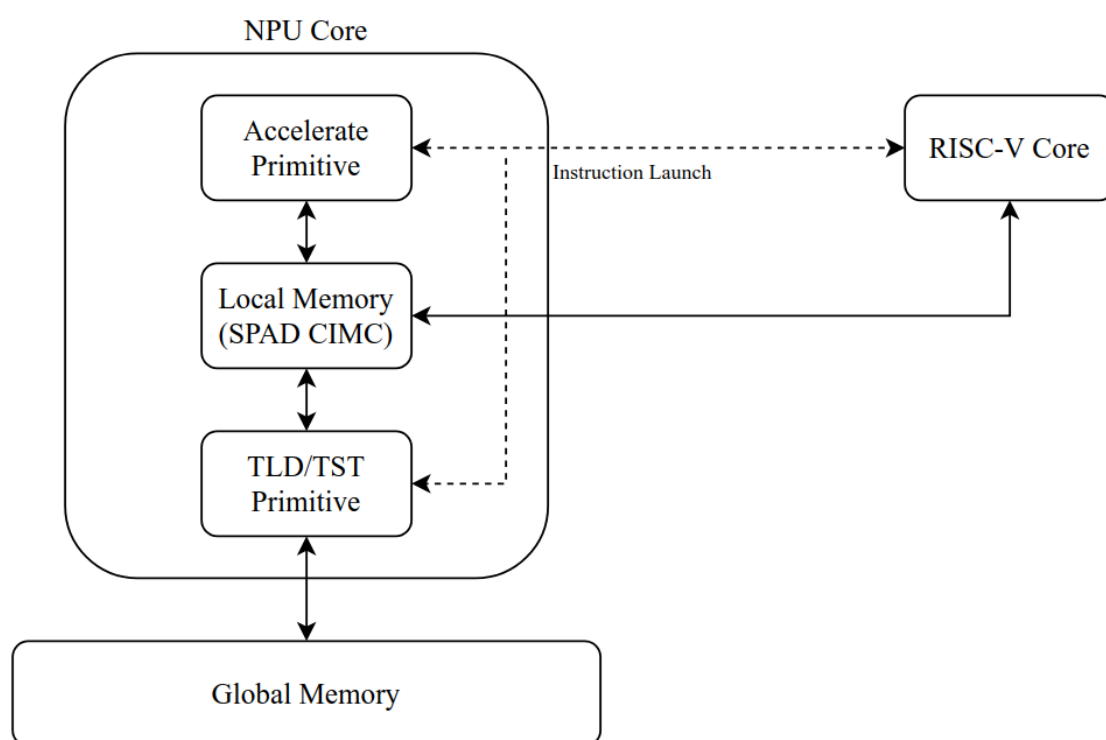 NPU Core
Accelerate
Primitive
RISC-V Core
Instruction Launch
Local Memory
(SPAD CIMC)
TLD/TST
Primitive
Global Memory